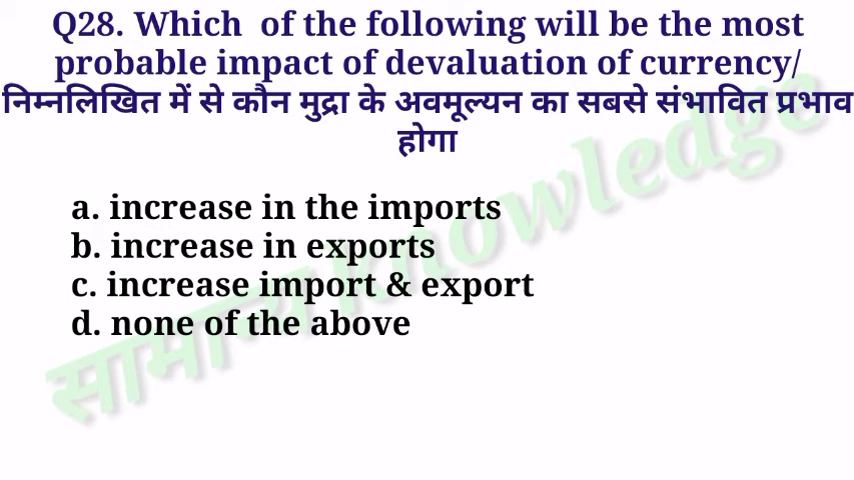 Q28. Which of the following will be the most
probable impact of devaluation of currency/
निम्नलिखित में से कौन मुद्रा के अवमूल्यन का सबसे संभावित प्रभाव
होगा
a. increase in the imports
b. increase in exports
c. increase import & export
d. none of the above
सामान्य knowledge